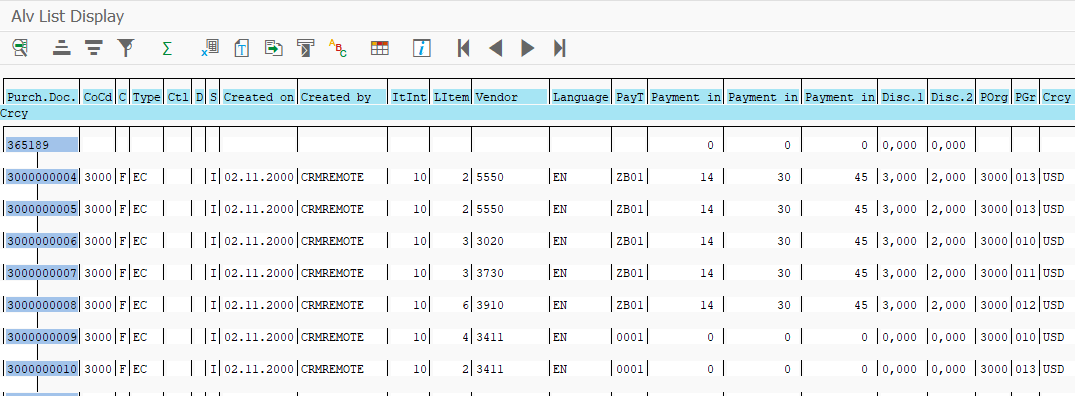 Alv List Display
Purch.Doc. CoCd C Type Ctl D S Created on Created by ItInt LItem Vendor Language PayT Payment in Payment in Payment in Disc.1 Disc.2 POrg PGr Crcy
Crcy
365189 0 0 0 0,000 0,000
3000000004 3000 F EC I 02.11.2000 CRMREMOTE 10 2 5550 EN ZB01 14 30 45 3,000 2,000 3000 013 USD
3000000005 3000 F EC I 02.11.2000 CRMREMOTE 10 2 5550 EN ZB01 14 30 45 3,000 2,000 3000 013 USD
3000000006 3000 F EC I 02.11.2000 CRMREMOTE 10 3 3020 EN ZB01 14 30 45 3,000 2,000 3000 010 USD
3000000007 3000 F EC I 02.11.2000 CRMREMOTE 10 3 3730 EN ZB01 14 30 45 3,000 2,000 3000 011 USD
3000000008 3000 F EC I 02.11.2000 CRMREMOTE 10 6 3910 EN ZB01 14 30 45 3,000 2,000 3000 012 USD
3000000009 3000 F EC I 02.11.2000 CRMREMOTE 10 4 3411 EN 0001 0 0 0 0,000 0,000 3000 010 USD
3000000010 3000 F EC I 02.11.2000 CRMREMOTE 10 2 3411 EN 0001 0 0 0 0,000 0,000 3000 013 USD